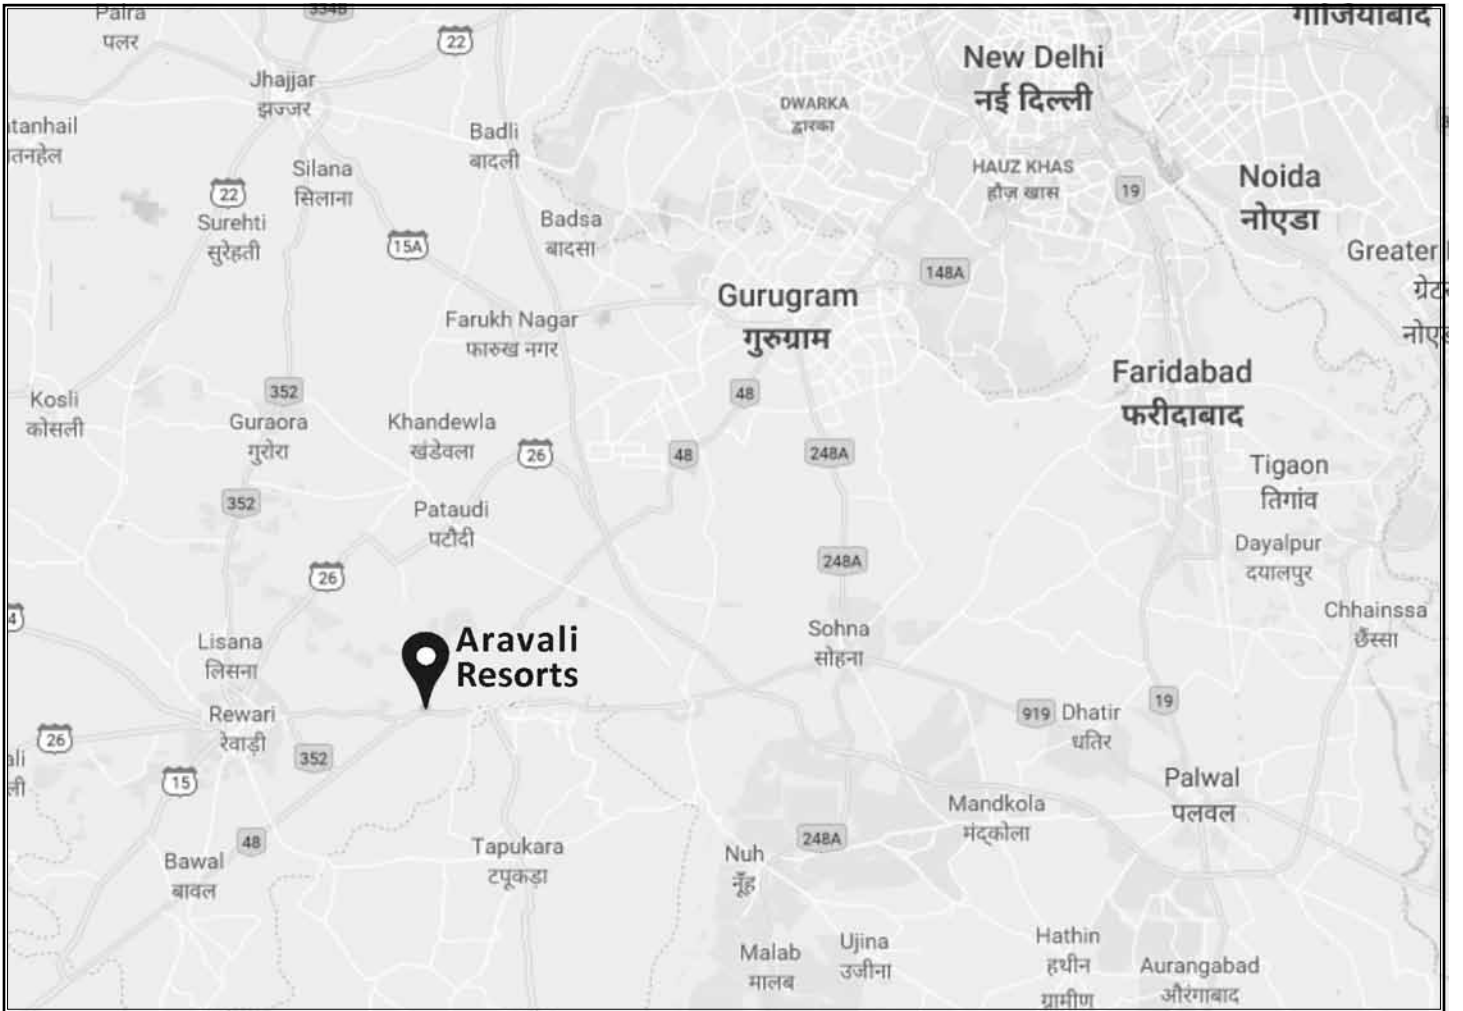 Palra
334B
पलर
22
New Delhi
नई दिल्ली
गाजियाबाद
Jhajjar
झज्जर
DWARKA
द्वारका
Badli
बादली
Silana
सिलाना
HAUZ KHAS
हौज़ खास
19
Noida
नोएडा
22
Surehti
सुरेहती
Badsa
बादसा
15A
Greater
148A
Gurugram
गुरुग्राम
Farukh Nagar
फारुख नगर
Faridabad
फरीदाबाद
352
48
Kosli
कोसली
Guraora
गुरोरा
Khandewla
खंडेवला
26
48
248A
Tigaon
तिगांव
352
Pataudi
पटौदी
Dayalpur
दयालपुर
26
248A
Chhainssa
छैंस्सा
Lisana
लिसना
Aravali
Resorts
Sohna
सोहना
Rewari
रेवाड़ी
26
352
15
919
Dhatir
धतिर
19
Palwal
पलवल
Mandkola
मंद्कोला
48
Bawal
बावल
Tapukara
टपूकड़ा
248A
Nuh
नूँह
Malab
मालब
Ujina
उजीना
Hathin
हथीन
ग्रामीण
Aurangabad
औरंगाबाद